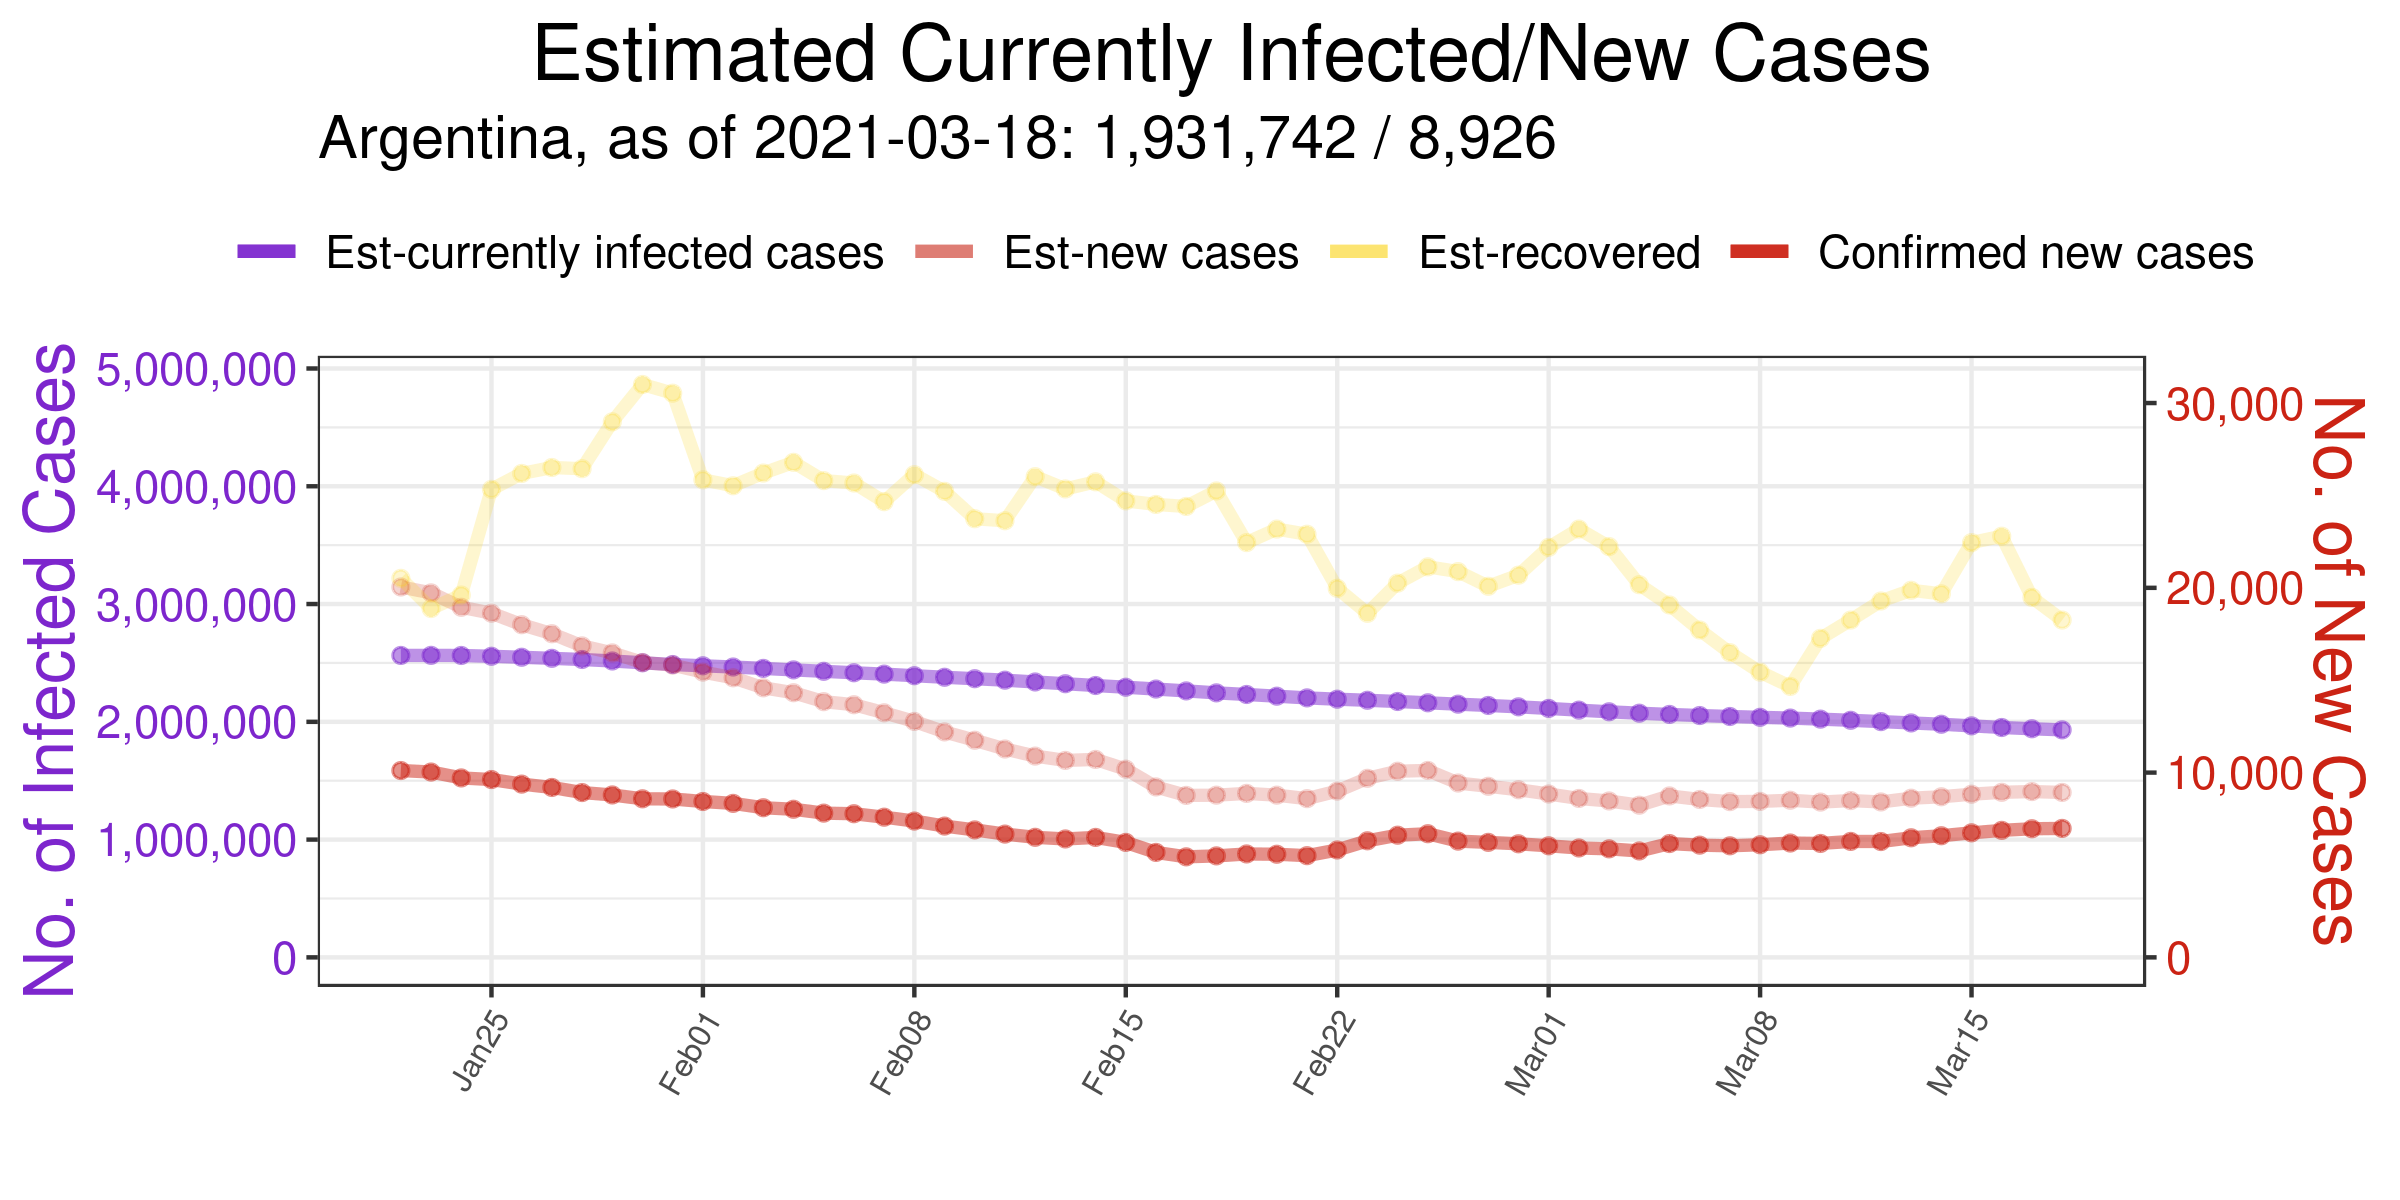 Estimated Currently Infected/New Cases
Argentina, as of 2021-03-18: 1,931,742 / 8,926
Est-currently infected cases Est-new cases Est-recovered Confirmed new cases
No. of Infected Cases
5,000,000
4,000,000
3,000,000
2,000,000
1,000,000
0
30,000
20,000
10,000
0
No. of New Cases
Jan25 Feb01 Feb08 Feb15 Feb22 Mar01 Mar08 Mar15